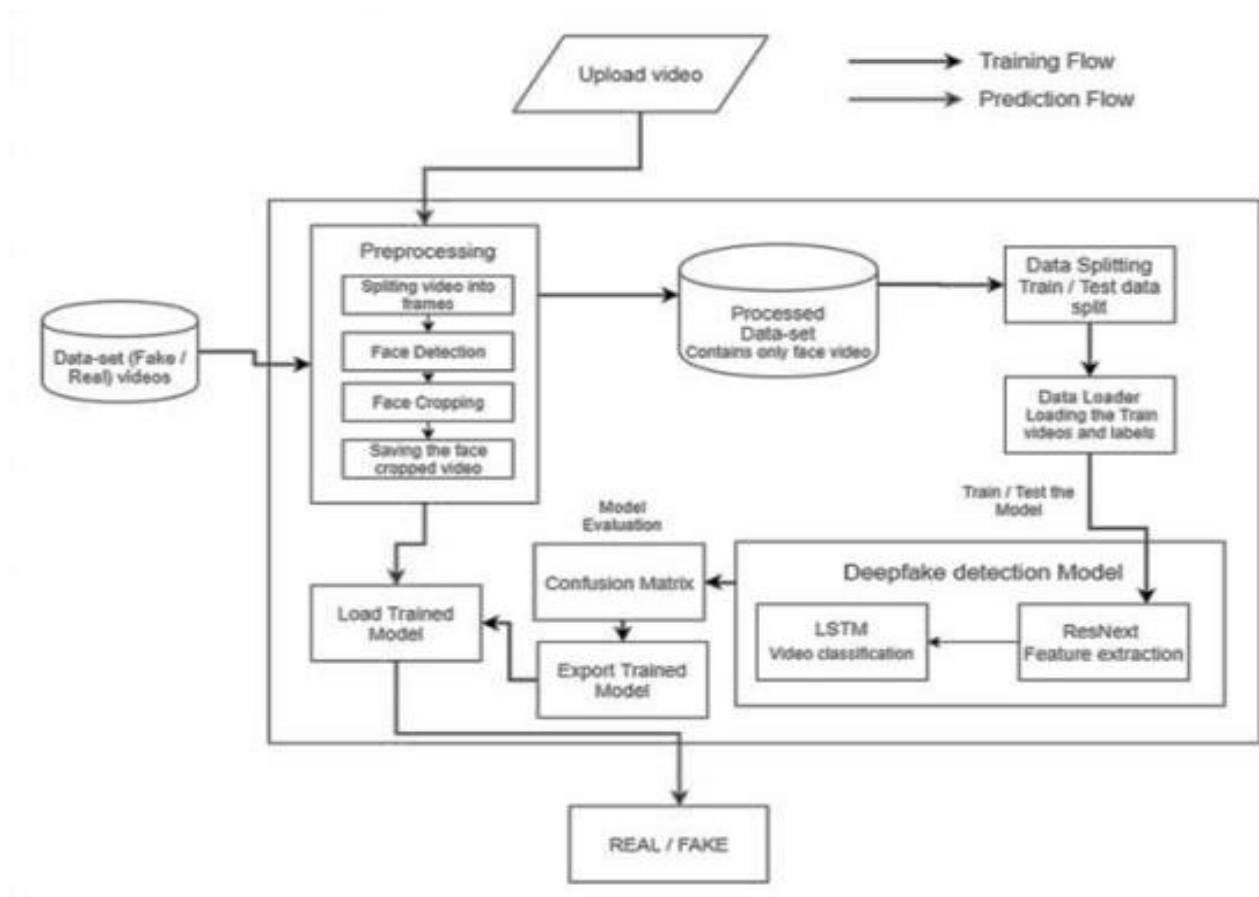 Upload video
Training Flow
Prediction Flow
Preprocessing
Spliting video into
frames
Face Detection
Face Cropping
Saving the face
cropped video
Data-set (Fake /
Real) videos
Processed
Data-set
Contains only face video
Data Splitting
Train / Test data
split
Data Loader
Loading the Train
videos and labels
Train / Test the
Model
Model
Evaluation
Confusion Matrix
Deepfake detection Model
LSTM
Video classification
ResNext
Feature extraction
Load Trained
Model
Export Trained
Model
REAL / FAKE